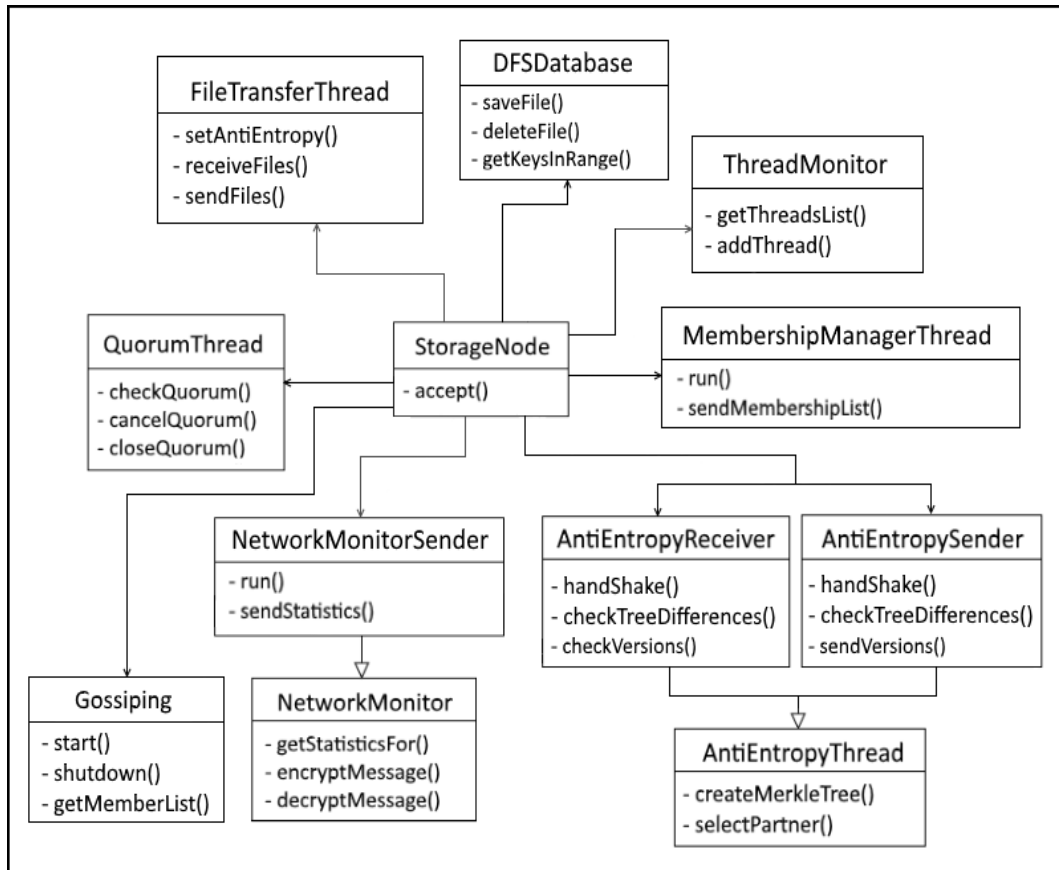 DFSDatabase
- saveFile()
- deleteFile()
- getKeysInRange()
FileTransferThread
- setAntiEntropy()
- receiveFiles()
- sendFiles()
ThreadMonitor
- getThreadsList()
- addThread()
QuorumThread
- checkQuorum()
- cancelQuorum()
- closeQuorum()
StorageNode
- accept()
MembershipManagerThread
- run()
- sendMembershipList()
NetworkMonitorSender
- run()
- sendStatistics()
AntiEntropyReceiver
- handShake()
- checkTreeDifferences()
- checkVersions()
AntiEntropySender
- handShake()
- checkTreeDifferences()
- sendVersions()
Gossiping
- start()
- shutdown()
- getMemberList()
NetworkMonitor
- getStatisticsFor()
- encryptMessage()
- decryptMessage()
AntiEntropyThread
- createMerkleTree()
- selectPartner()